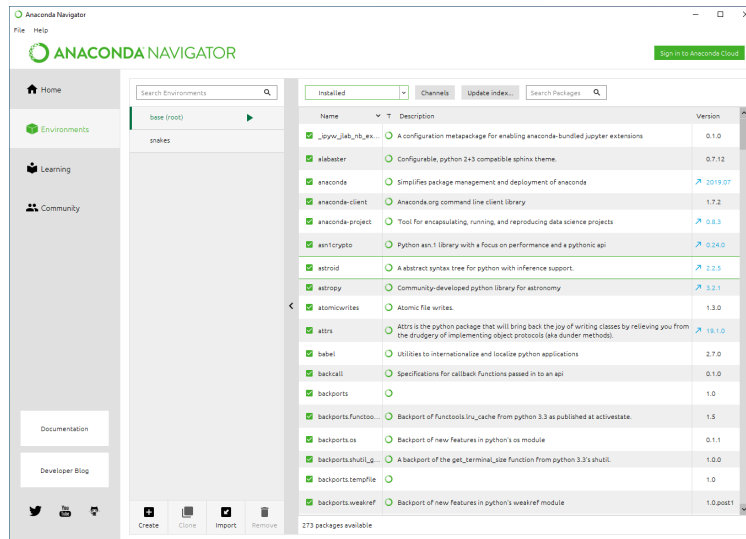 Anaconda Navigator
File Help
ANACONDA NAVIGATOR
Sign in to Anaconda Cloud
Home
Environments
Learning
Community
Documentation
Developer Blog
You Tube
Search Environments
base (root)
snakes
Create Clone Import Remove
Installed Channels Update index... Search Packages
Name T Description Version
_ipyw_jlab_nb_ex... A configuration metapackage for enabling anaconda-bundled jupyter extensions 0.1.0
alabaster Configurable, python 2+3 compatible sphinx theme. 0.7.12
anaconda Simplifies package management and deployment of anaconda 2019.07
anaconda-client Anaconda.org command line client library 1.7.2
anaconda-project Tool for encapsulating, running, and reproducing data science projects 0.8.3
asn1crypto Python asn.1 library with a focus on performance and a pythonic api 0.24.0
astroid A abstract syntax tree for python with inference support. 2.2.5
astropy Community-developed python library for astronomy 3.2.1
atomicwrites Atomic file writes. 1.3.0
attrs Attrs is the python package that will bring back the joy of writing classes by relieving you from 19.1.0
the drudgery of implementing object protocols (aka dunder methods).
babel Utilities to internationalize and localize python applications 2.7.0
backcall Specifications for callback functions passed in to an api 0.1.0
backports 1.0
backports.functoo... Backport of functools.lru_cache from python 3.3 as published at activestate. 1.5
backports.os Backport of new features in python's os module 0.1.1
backports.shutil_g... A backport of the get_terminal_size function from python 3.3's shutil. 1.0.0
backports.tempfile 1.0
backports.weakref Backport of new features in python's weakref module 1.0.post1
273 packages available